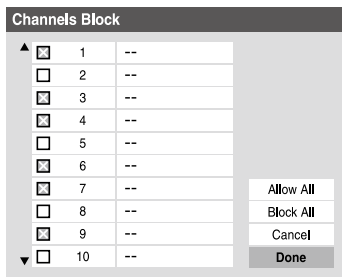 Channels Block
1 --
2 --
3 --
4 --
5 --
6 --
7 --
Allow All
8 --
Block All
9 --
Cancel
10 --
Done